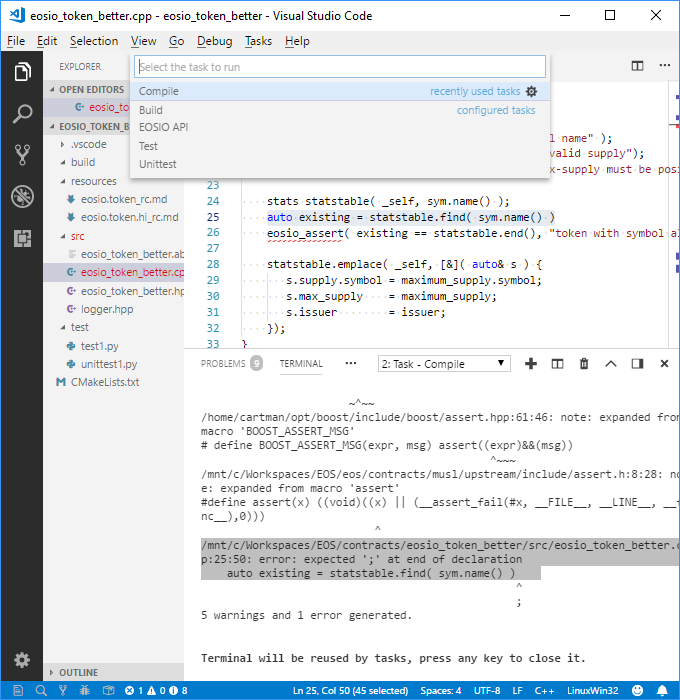 eosio_token_better.cpp - eosio_token_better - Visual Studio Code
File Edit Selection View Go Debug Tasks Help
EXPLORER
OPEN EDITORS
eosio_to
EOSIO_TOKEN_B
.vscode
build
resources
eosio.token_rc.md
eosio.token.hi_rc.md
src
eosio_token_better.ab
eosio_token_better.cp
eosio_token_better.hp
logger.hpp
test
test1.py
unittest1.py
CMakeLists.txt
OUTLINE
Select the task to run
Compile recently used tasks
Build configured tasks
EOSIO API
Test
Unittest
l name" );
valid supply");
x-supply must be posi
23
24 stats statstable( _self, sym.name() );
25 auto existing = statstable.find( sym.name() )
26 eosio_assert( existing == statstable.end(), "token with symbol al
27
28 statstable.emplace( _self, [&]( auto& s ) {
29 s.supply.symbol = maximum_supply.symbol;
30 s.max_supply = maximum_supply;
31 s.issuer = issuer;
32 });
33 }
PROBLEMS 9 TERMINAL ··· 2: Task - Compile
~^~~
/home/cartman/opt/boost/include/boost/assert.hpp:61:46: note: expanded from
macro 'BOOST_ASSERT_MSG'
# define BOOST_ASSERT_MSG(expr, msg) assert((expr)&&(msg))
^~~~
/mnt/c/Workspaces/EOS/eos/contracts/musl/upstream/include/assert.h:8:28: no
e: expanded from macro 'assert'
#define assert(x) ((void)((x) || (__assert_fail(#x, __FILE__, __LINE__, __
nc__),0)))
^
/mnt/c/Workspaces/EOS/contracts/eosio_token_better/src/eosio_token_better.c
p:25:50: error: expected ';' at end of declaration
auto existing = statstable.find( sym.name() )
^
;
5 warnings and 1 error generated.
Terminal will be reused by tasks, press any key to close it.
1 0 8 Ln 25, Col 50 (45 selected) Spaces: 4 UTF-8 LF C++ LinuxWin32